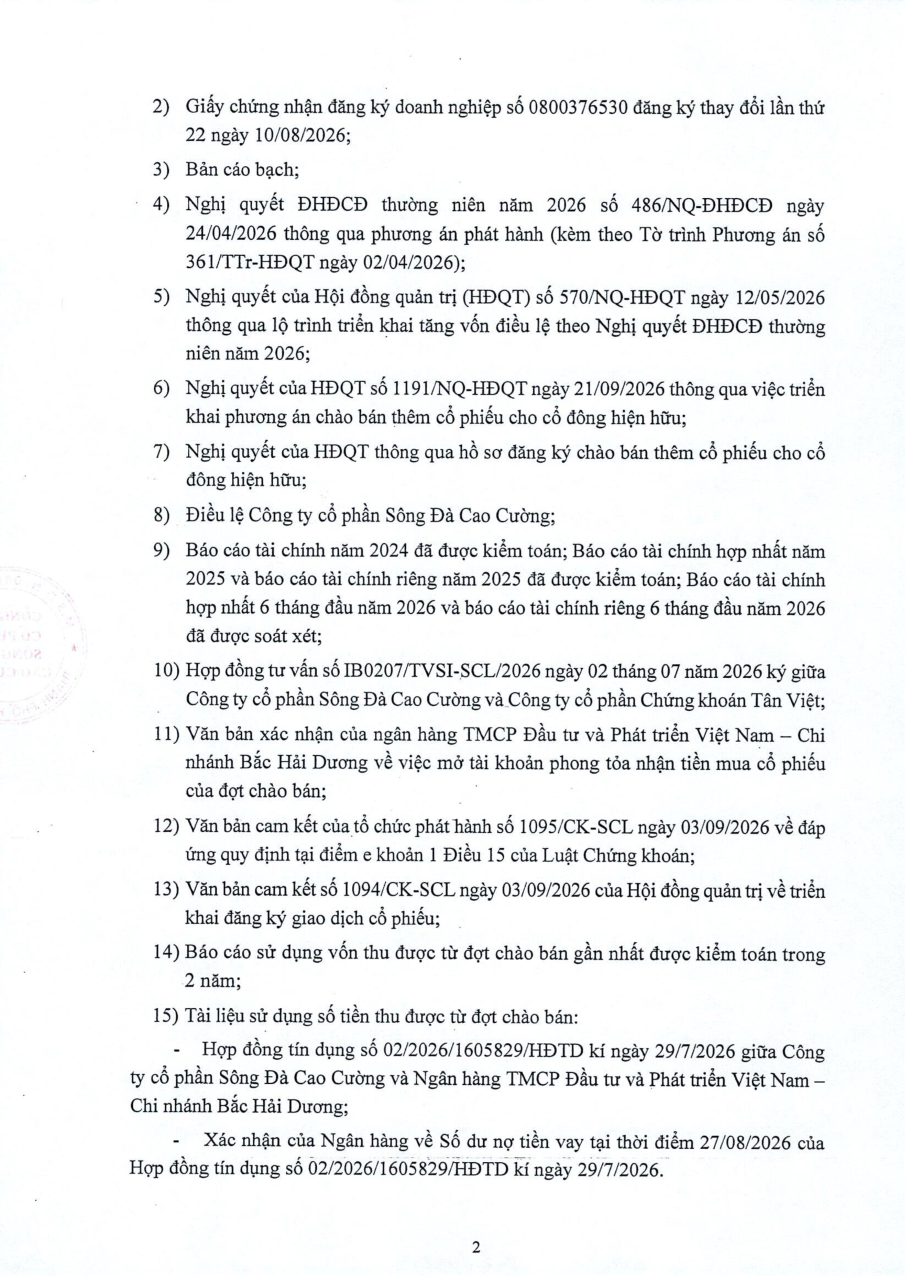 2) Giấy chứng nhận đăng ký doanh nghiệp số 0800376530 đăng ký thay đổi lần thứ
22 ngày 10/08/2026;
3) Bản cáo bạch;
4) Nghị quyết ĐHĐCĐ thường niên năm 2026 số 486/NQ-ĐHĐCĐ ngày
24/04/2026 thông qua phương án phát hành (kèm theo Tờ trình Phương án số
361/TTr-HĐQT ngày 02/04/2026);
5) Nghị quyết của Hội đồng quản trị (HĐQT) số 570/NQ-HĐQT ngày 12/05/2026
thông qua lộ trình triển khai tăng vốn điều lệ theo Nghị quyết ĐHĐCĐ thường
niên năm 2026;
6) Nghị quyết của HĐQT số 1191/NQ-HĐQT ngày 21/09/2026 thông qua việc triển
khai phương án chào bán thêm cổ phiếu cho cổ đông hiện hữu;
7) Nghị quyết của HĐQT thông qua hồ sơ đăng ký chào bán thêm cổ phiếu cho cổ
đông hiện hữu;
8) Điều lệ Công ty cổ phần Sông Đà Cao Cường;
9) Báo cáo tài chính năm 2024 đã được kiểm toán; Báo cáo tài chính hợp nhất năm
2025 và báo cáo tài chính riêng năm 2025 đã được kiểm toán; Báo cáo tài chính
hợp nhất 6 tháng đầu năm 2026 và báo cáo tài chính riêng 6 tháng đầu năm 2026
đã được soát xét;
10) Hợp đồng tư vấn số IB0207/TVSI-SCL/2026 ngày 02 tháng 07 năm 2026 ký giữa
Công ty cổ phần Sông Đà Cao Cường và Công ty cổ phần Chứng khoán Tân Việt;
11) Văn bản xác nhận của ngân hàng TMCP Đầu tư và Phát triển Việt Nam – Chi
nhánh Bắc Hải Dương về việc mở tài khoản phong tỏa nhận tiền mua cổ phiếu
của đợt chào bán;
12) Văn bản cam kết của tổ chức phát hành số 1095/CK-SCL ngày 03/09/2026 về đáp
ứng quy định tại điểm e khoản 1 Điều 15 của Luật Chứng khoán;
13) Văn bản cam kết số 1094/CK-SCL ngày 03/09/2026 của Hội đồng quản trị về triển
khai đăng ký giao dịch cổ phiếu;
14) Báo cáo sử dụng vốn thu được từ đợt chào bán gần nhất được kiểm toán trong
2 năm;
15) Tài liệu sử dụng số tiền thu được từ đợt chào bán:
- Hợp đồng tín dụng số 02/2026/1605829/HĐTD kí ngày 29/7/2026 giữa Công
ty cổ phần Sông Đà Cao Cường và Ngân hàng TMCP Đầu tư và Phát triển Việt Nam –
Chi nhánh Bắc Hải Dương;
- Xác nhận của Ngân hàng về Số dư nợ tiền vay tại thời điểm 27/08/2026 của
Hợp đồng tín dụng số 02/2026/1605829/HĐTD kí ngày 29/7/2026.
2